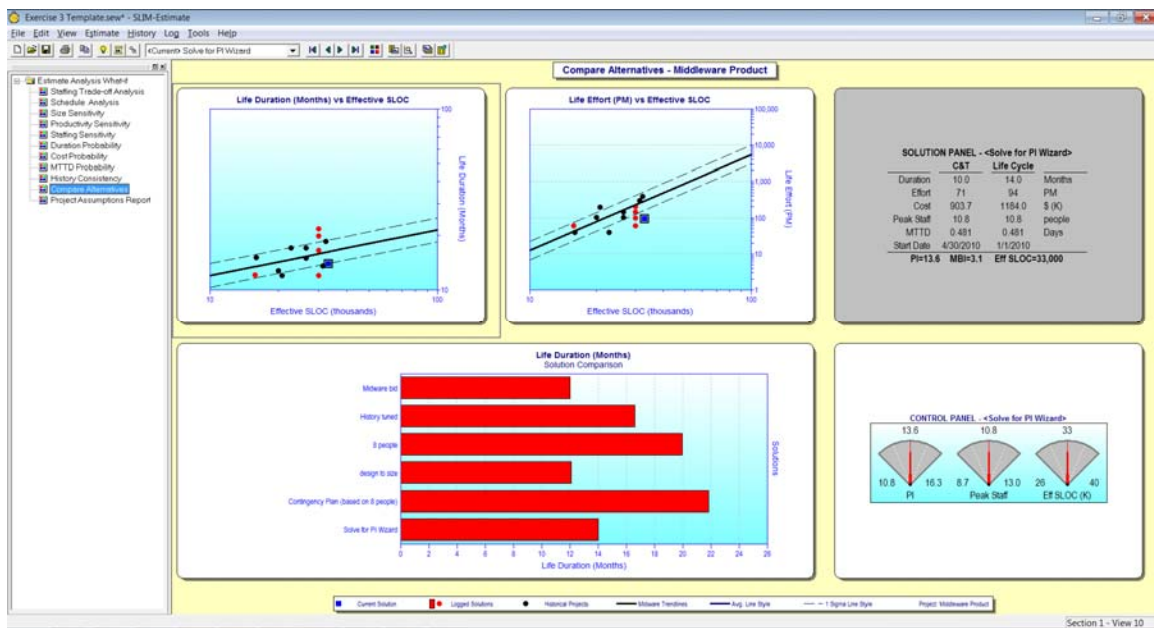 Exercise 3 Template.sew* - SLIM-Estimate
File Edit View Estimate History Log Tools Help
<Current> Solve for PI Wizard
Estimate Analysis What-if
Staffing Trade-off Analysis
Schedule Analysis
Size Sensitivity
Productivity Sensitivity
Staffing Sensitivity
Duration Probability
Cost Probability
MTTD Probability
History Consistency
Compare Alternatives
Project Assumptions Report
Compare Alternatives - Middleware Product
Life Duration (Months) vs Effective SLOC
100
Life Duration (Months)
10
10 100
Effective SLOC (thousands)
Life Effort (PM) vs Effective SLOC
100,000
10,000
1,000
100
10
1
Life Effort (PM)
10 100
Effective SLOC (thousands)
SOLUTION PANEL - <Solve for PI Wizard>
C&T Life Cycle
Duration 10.0 14.0 Months
Effort 71 94 PM
Cost 903.7 1184.0 $ (K)
Peak Staff 10.8 10.8 people
MTTD 0.481 0.481 Days
Start Date 4/30/2010 1/1/2010
PI=13.6 MBI=3.1 Eff SLOC=33,000
Life Duration (Months)
Solution Comparison
Midware bid
History tuned
8 people
design to size
Contingency Plan (based on 8 people)
Solve for PI Wizard
Solutions
0 2 4 6 8 10 12 14 16 18 20 22 24 26
Life Duration (Months)
CONTROL PANEL - <Solve for PI Wizard>
13.6 10.8 33
10.8 16.3 8.7 13.0 26 40
PI Peak Staff Eff SLOC (K)
Current Solution Logged Solutions Historical Projects Midware Trendlines Avg. Line Style 1 Sigma Line Style Project: Middleware Product
Section 1 - View 10